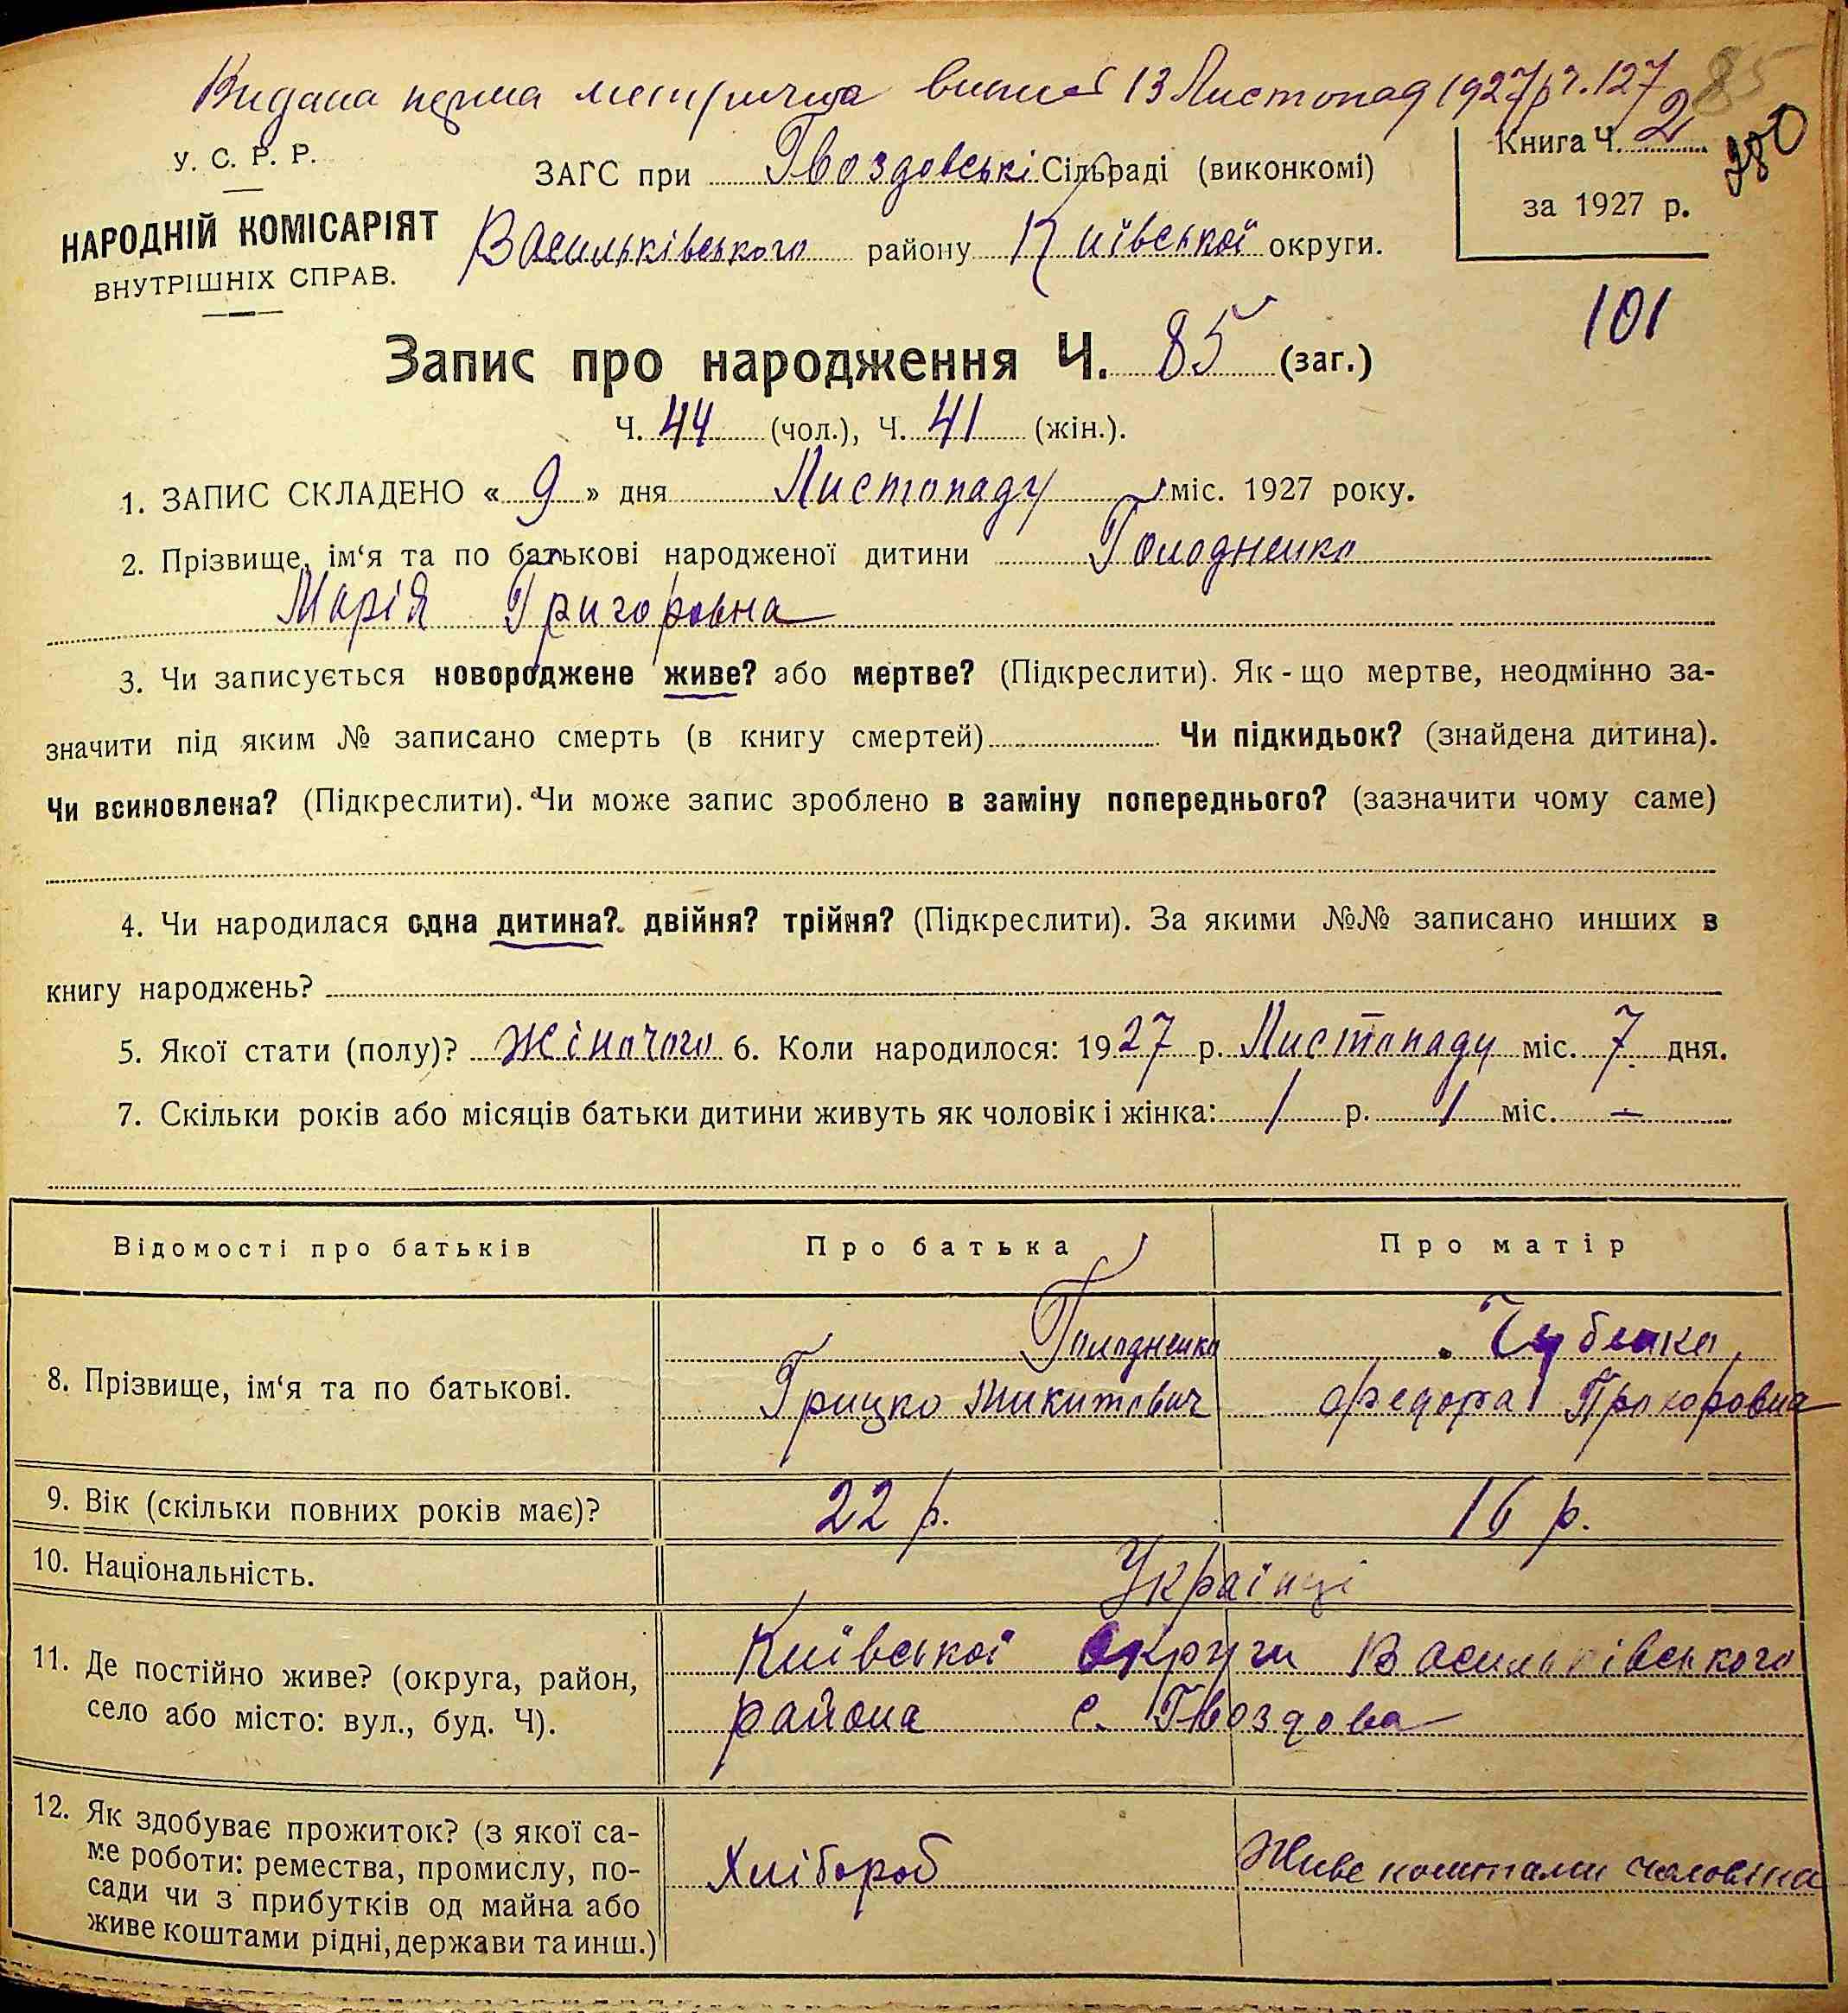 Видана перша метрична виписі 13 Листопад 1927 р ч. 127
85
У. С. Р. Р.
ЗАГС при Гвоздовські Сільраді (виконкомі)
Книга Ч. 2
за 1927 р.
НАРОДНІЙ КОМІСАРІЯТ
ВНУТРІШНІХ СПРАВ.
Васильківського району Київської округи.
101
Запис про народження Ч. 85 (заг.)
Ч. 44 (чол.), Ч. 41 (жін.).
1. ЗАПИС СКЛАДЕНО « 9 » дня Листопаду міс. 1927 року.
2. Прізвище, ім‘я та по батькові народженої дитини Голодненко
Марія Григоровна
3. Чи записується новороджене живе? або мертве? (Підкреслити). Як - що мертве, неодмінно за-
значити під яким № записано смерть (в книгу смертей) Чи підкидьок? (знайдена дитина).
Чи всиновлена? (Підкреслити). Чи може запис зроблено в заміну попереднього? (зазначити чому саме)
4. Чи народилася одна дитина? двійня? трійня? (Підкреслити). За якими №№ записано инших в
книгу народжень?
5. Якої стати (полу)? Жіночого 6. Коли народилося: 1927 р. Листопаду міс. 7 дня.
7. Скільки років або місяців батьки дитини живуть як чоловік і жінка: 1 р. 1 міс. —
Відомості про батьків
Про батька
Про матір
8. Прізвище, ім‘я та по батькові.
Голодненко
Грицко Микитович
Чубенко
Федора Прохоровна
9. Вік (скільки повних років має)?
22 р.
16 р.
10. Національність.
Українці
11. Де постійно живе? (округа, район,
село або місто: вул., буд. Ч).
Київської округи Васильківського
района с. Гвоздова
12. Як здобуває прожиток? (з якої са-
ме роботи: ремества, промислу, по-
сади чи з прибутків од майна або
живе коштами рідні, держави та инш.)
Хлібороб
Живе коштами чоловіка